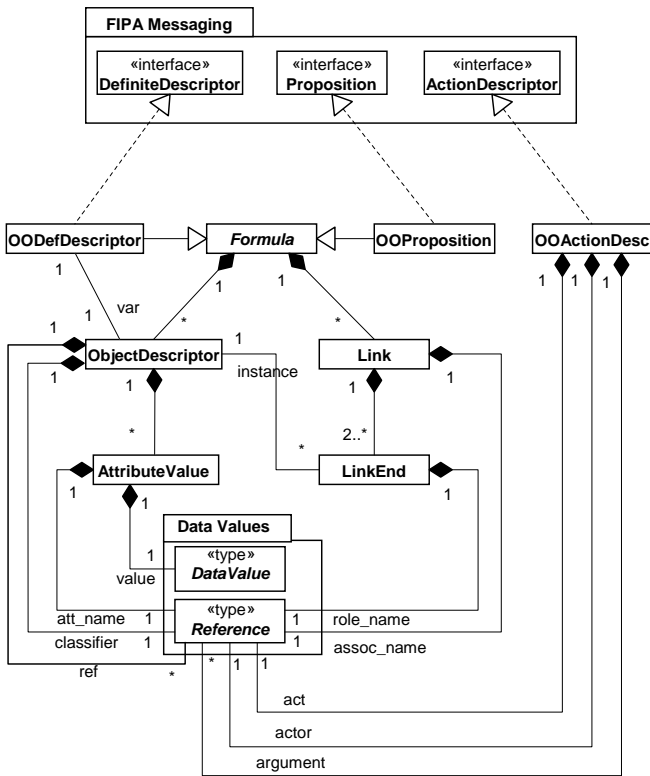 FIPA Messaging
«interface» «interface» «interface»
DefiniteDescriptor Proposition ActionDescriptor
OODefDescriptor Formula OOProposition OOActionDesc
1 1 1 1 1 1
var
1 * *
1 1 1
ObjectDescriptor Link
1 1 instance 1 1
* 2..*
*
AttributeValue LinkEnd
1 1 1
Data Values
1 «type»
value DataValue
att_name 1 «type» 1 role_name
classifier 1 Reference 1 assoc_name
ref * * 1 1
act
actor
argument